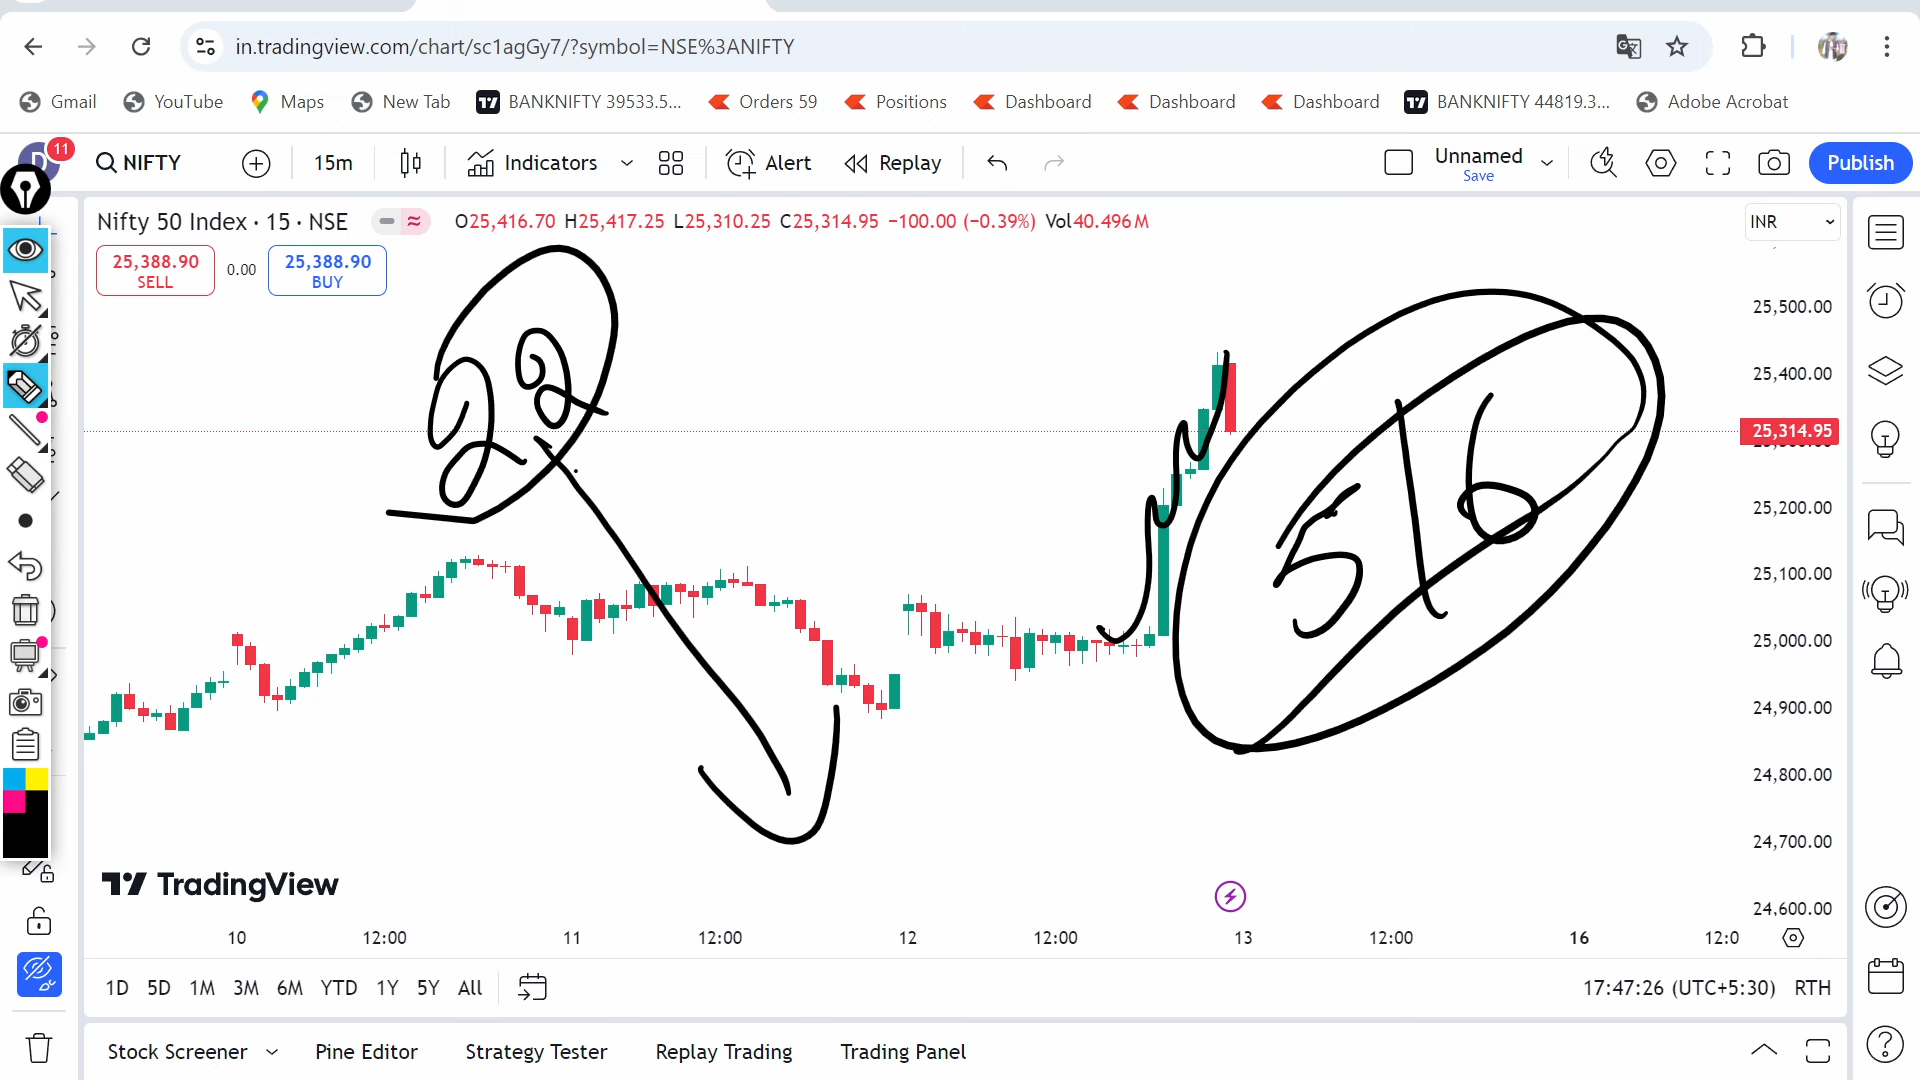 in.tradingview.com/chart/sc1agGy7/?symbol=NSE%3ANIFTY
Gmail YouTube Maps New Tab BANKNIFTY 39533.5... Orders 59 Positions Dashboard Dashboard Dashboard BANKNIFTY 44819.3... Adobe Acrobat
D 11 NIFTY 15m Indicators Alert Replay Unnamed Save Publish
Nifty 50 Index · 15 · NSE O25,416.70 H25,417.25 L25,310.25 C25,314.95 −100.00 (−0.39%) Vol40.496 M INR
25,388.90 SELL 0.00 25,388.90 BUY
22
516
25,500.00
25,400.00
25,314.95
25,200.00
25,100.00
25,000.00
24,900.00
24,800.00
24,700.00
24,600.00
TradingView
10 12:00 11 12:00 12 12:00 13 12:00 16 12:0
1D 5D 1M 3M 6M YTD 1Y 5Y All 17:47:26 (UTC+5:30) RTH
Stock Screener Pine Editor Strategy Tester Replay Trading Trading Panel